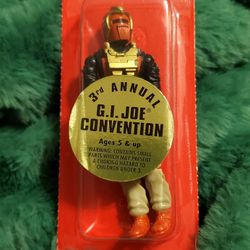 3rd ANNUAL
G.I. JOE
CONVENTION
Ages 5 & up
WARNING: CONTAINS SMALL
PARTS WHICH MAY PRESENT
A CHOKING HAZARD TO
CHILDREN UNDER 3.